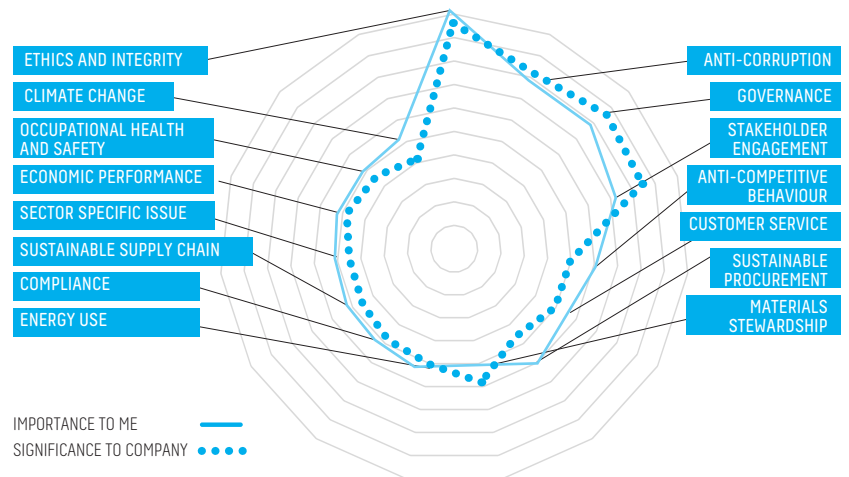 ETHICS AND INTEGRITY
CLIMATE CHANGE
OCCUPATIONAL HEALTH
AND SAFETY
ECONOMIC PERFORMANCE
SECTOR SPECIFIC ISSUE
SUSTAINABLE SUPPLY CHAIN
COMPLIANCE
ENERGY USE
ANTI-CORRUPTION
GOVERNANCE
STAKEHOLDER
ENGAGEMENT
ANTI-COMPETITIVE
BEHAVIOUR
CUSTOMER SERVICE
SUSTAINABLE
PROCUREMENT
MATERIALS
STEWARDSHIP
IMPORTANCE TO ME
SIGNIFICANCE TO COMPANY